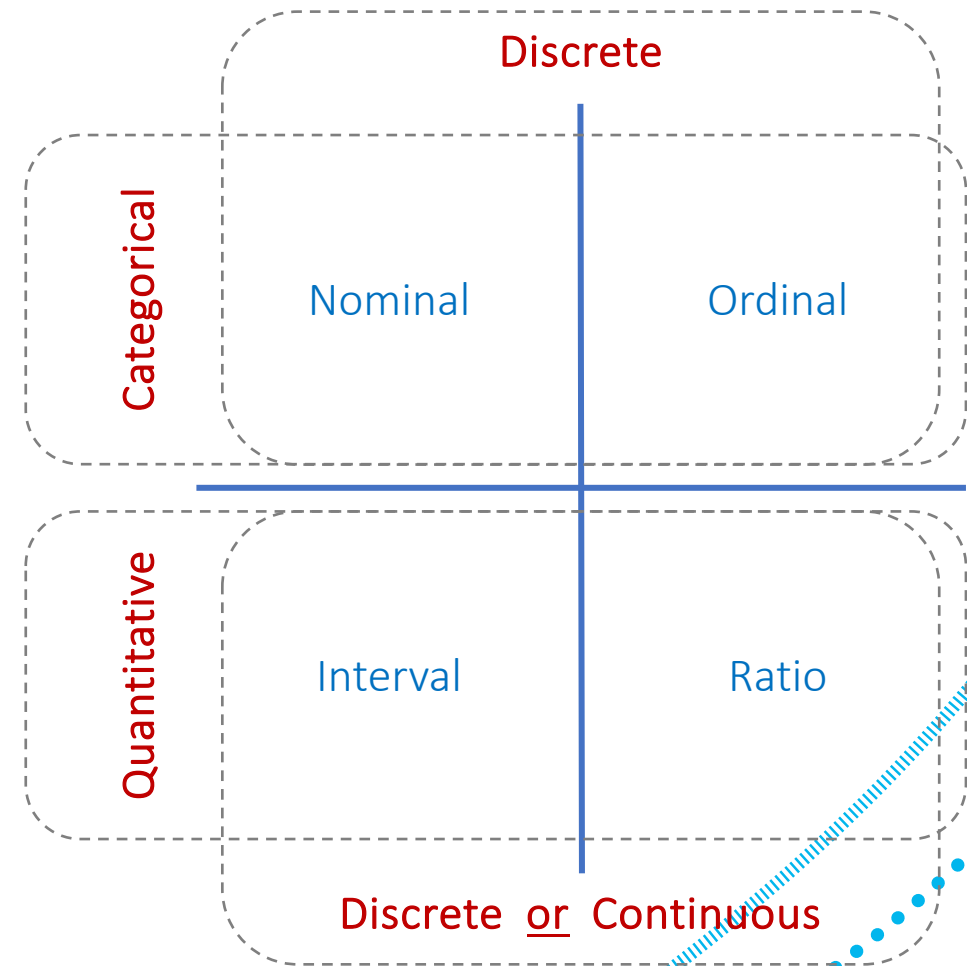 Discrete
Categorical
Nominal
Ordinal
Quantitative
Interval
Ratio
Discrete or Continuous